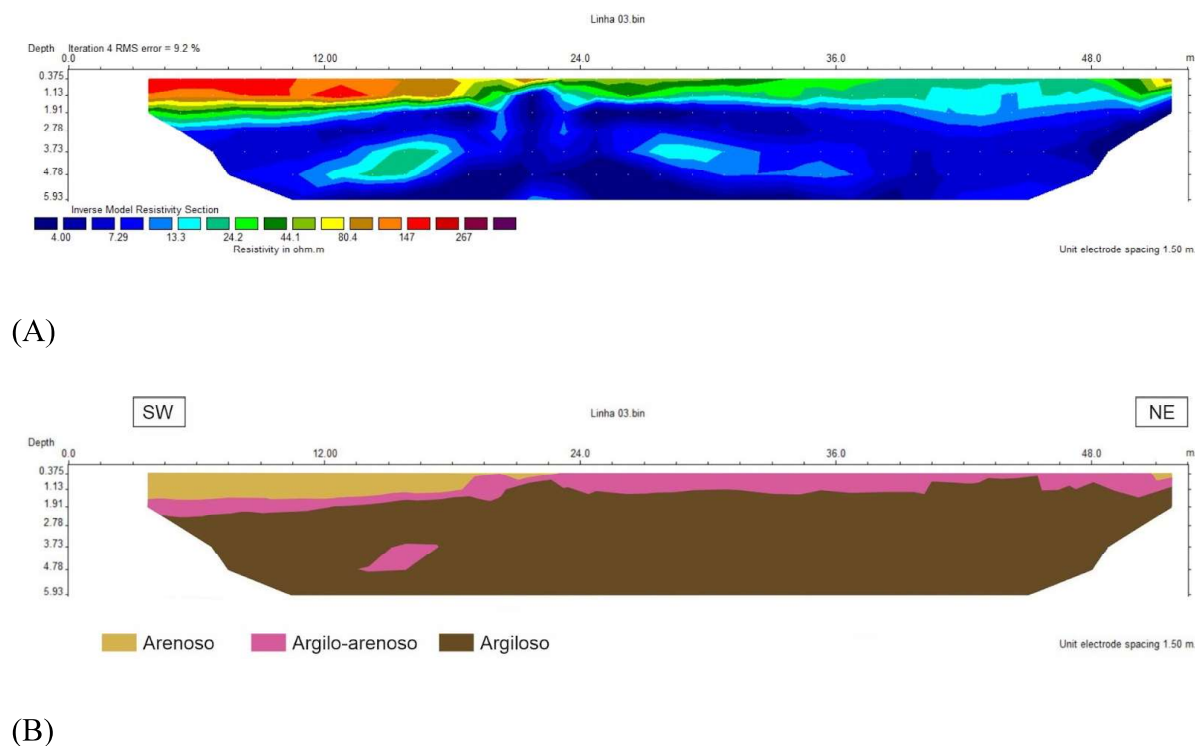 Linha 03.bin
Depth Iteration 4 RMS error = 9.2 %
0.0 12.00 24.0 36.0 48.0 m
0.375
1.13
1.91
2.78
3.73
4.78
5.93
Inverse Model Resistivity Section
4.00 7.29 13.3 24.2 44.1 80.4 147 267
Resistivity in ohm.m
Unit electrode spacing 1.50 m
(A)
SW NE
Linha 03.bin
Depth
0.0 12.00 24.0 36.0 48.0 m
0.375
1.13
1.91
2.78
3.73
4.78
5.93
Arenoso Argilo-arenoso Argiloso
Unit electrode spacing 1.50 m
(B)